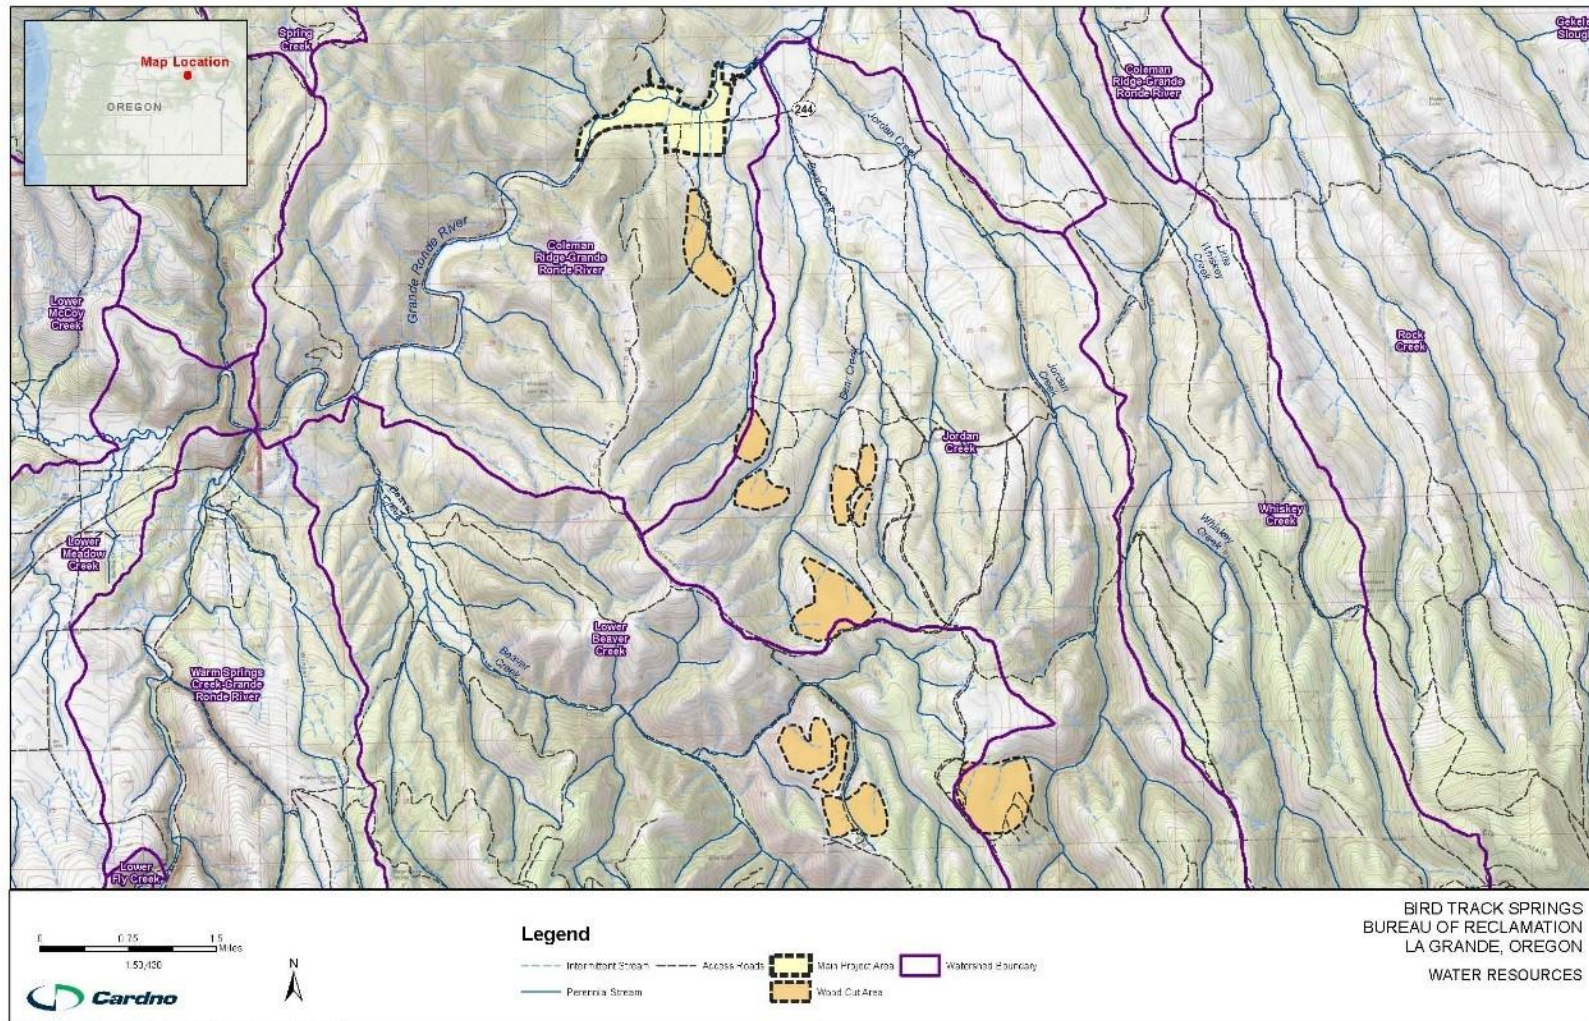 Map Location
OREGON
Spring
Creek
244
Jordan Creek
Bear Creek
Coleman
Ridge-Grande
Ronde River
Grande Ronde River
Coleman
Ridge-Grande
Ronde River
Little
Whiskey
Creek
Lower
McCoy
Creek
Rock
Creek
Bear Creek
Jordan
Creek
Jordan
Creek
Beaver
Creek
Whiskey
Creek
Whiskey
Creek
Lower
Meadow
Creek
Lower
Beaver
Creek
Beaver
Creek
Warm Springs
Creek-Grande
Ronde River
Lower
Fly Creek
Mountain
0 0.75 1.5
Miles
N
Cardno
Legend
Intermittent Stream
Access Roads
Main Project Area
Watershed Boundary
Perennial Stream
Wood Cut Area
BIRD TRACK SPRINGS
BUREAU OF RECLAMATION
LA GRANDE, OREGON
WATER RESOURCES